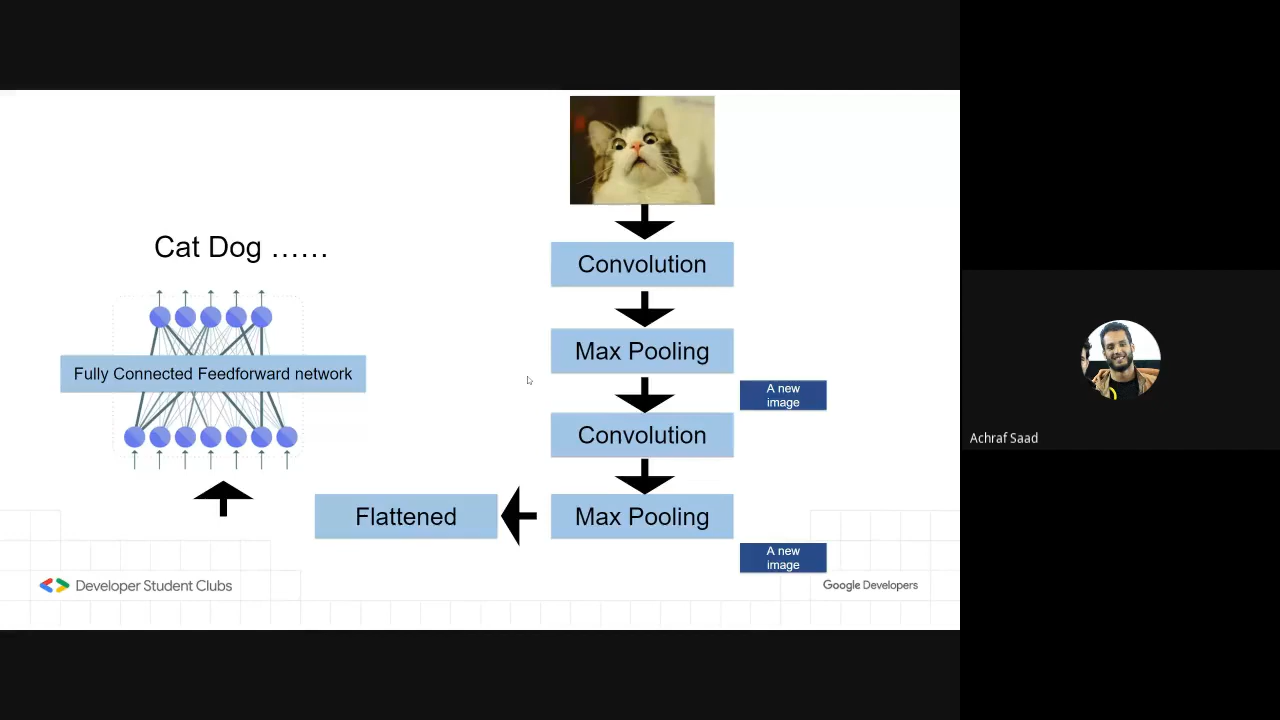 Cat Dog ......
Convolution
Max Pooling
Fully Connected Feedforward network
A new
image
Convolution
Flattened
Max Pooling
A new
image
Developer Student Clubs
Google Developers
Achraf Saad